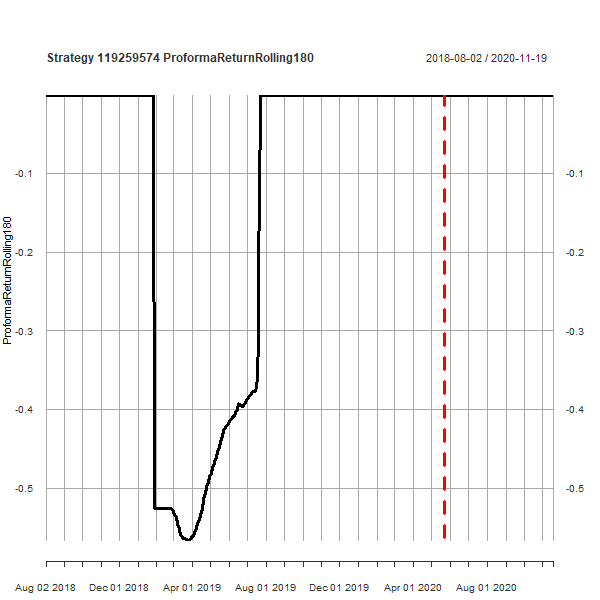 Strategy 119259574 ProformaReturnRolling180
2018-08-02 / 2020-11-19
ProformaReturnRolling180
-0.1
-0.2
-0.3
-0.4
-0.5
-0.1
-0.2
-0.3
-0.4
-0.5
Aug 02 2018 Dec 01 2018 Apr 01 2019 Aug 01 2019 Dec 01 2019 Apr 01 2020 Aug 01 2020